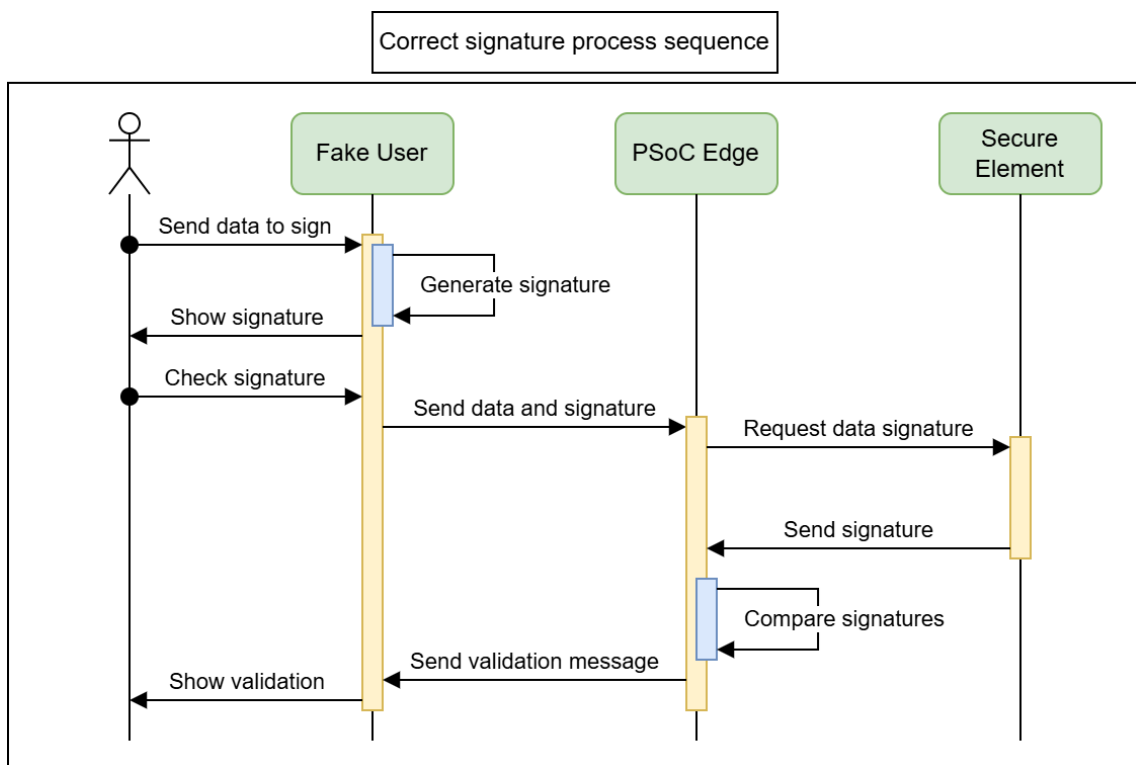 Correct signature process sequence
Fake User
PSoC Edge
Secure
Element
Send data to sign
Generate signature
Show signature
Check signature
Send data and signature
Request data signature
Send signature
Compare signatures
Send validation message
Show validation